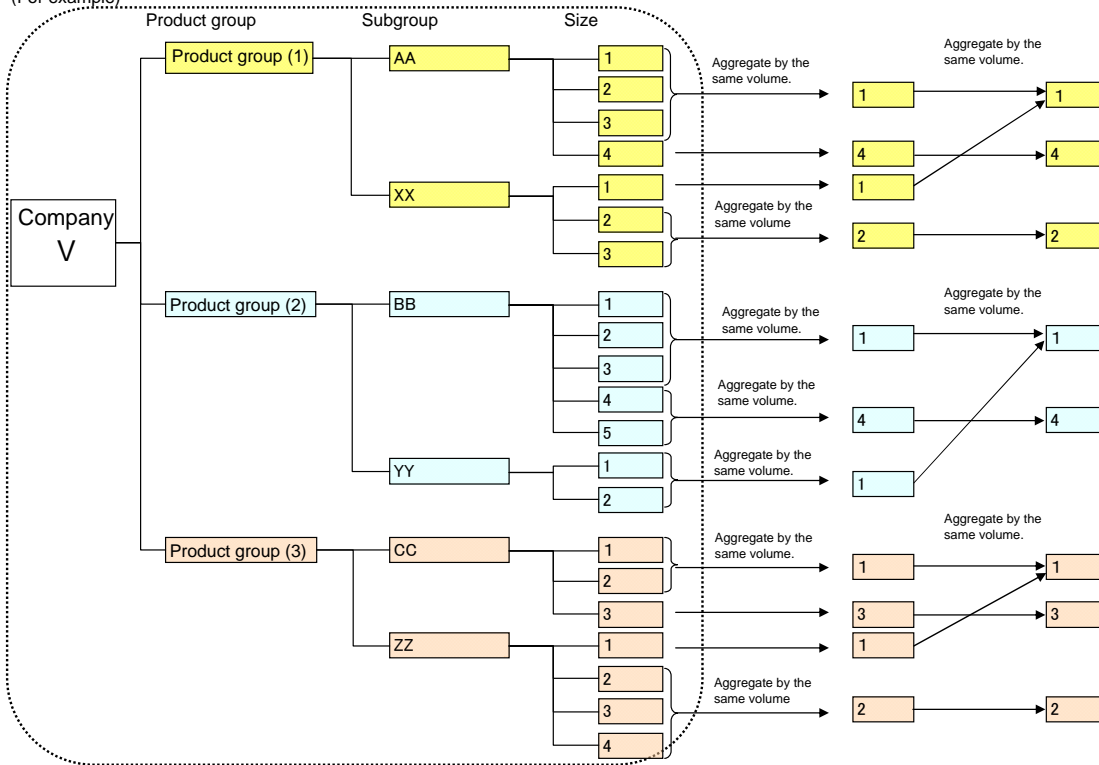 (For example)
Product group Subgroup Size
Product group (1) AA 1
2
3
4
Aggregate by the
same volume.
1
4
Aggregate by the
same volume.
1
4
XX 1
2
3
Aggregate by the
same volume
1
2
2
Company
V
Product group (2) BB 1
2
3
4
5
Aggregate by the
same volume.
1
Aggregate by the
same volume.
1
Aggregate by the
same volume.
4
4
YY 1
2
Aggregate by the
same volume.
1
Product group (3) CC 1
2
3
Aggregate by the
same volume.
1
3
Aggregate by the
same volume.
1
3
ZZ 1
2
3
4
1
Aggregate by the
same volume
2
2